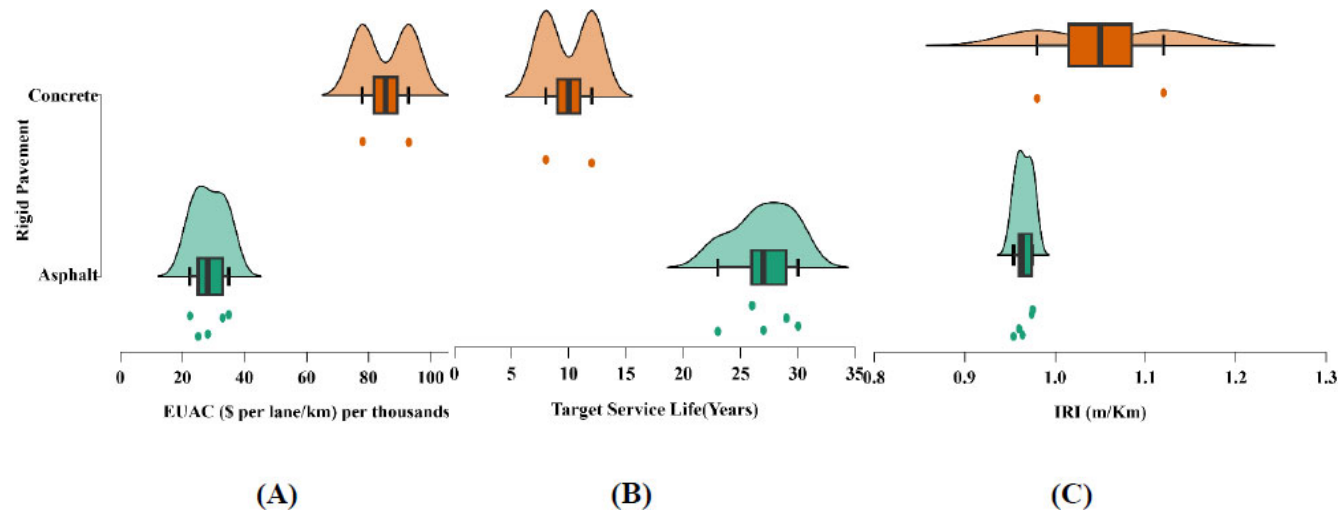 Rigid Pavement
Concrete
Asphalt
0 20 40 60 80 100
EUAC ($ per lane/km) per thousands
0 5 10 15 20 25 30 35
Target Service Life(Years)
0.8 0.9 1.0 1.1 1.2 1.3
IRI (m/Km)
(A) (B) (C)